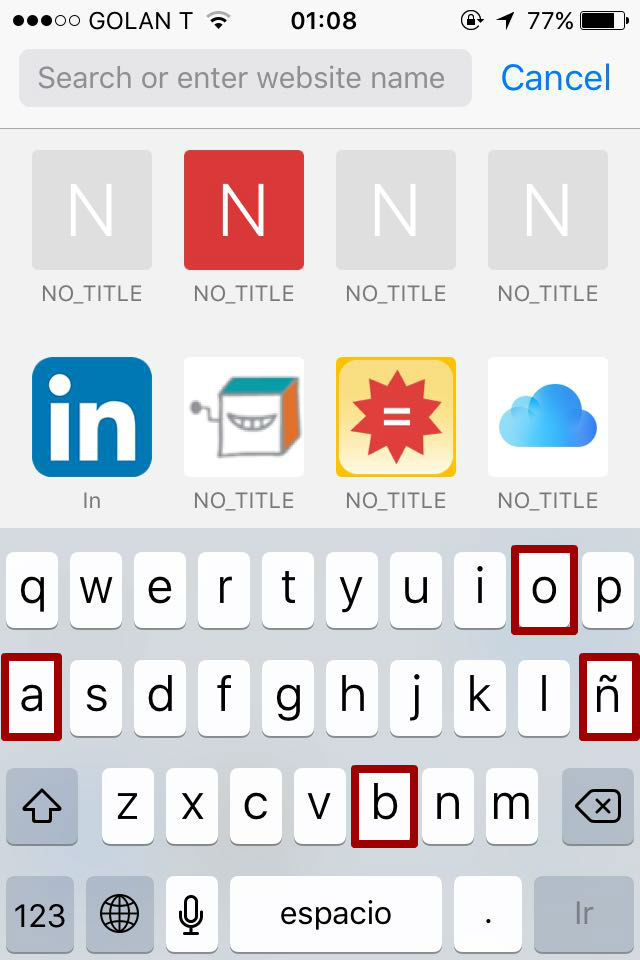 GOLAN T 01:08 77%
Search or enter website name Cancel
N N N N
NO_TITLE NO_TITLE NO_TITLE NO_TITLE
in =
In NO_TITLE NO_TITLE NO_TITLE
q w e r t y u i o p
a s d f g h j k l ñ
z x c v b n m
123 espacio . Ir